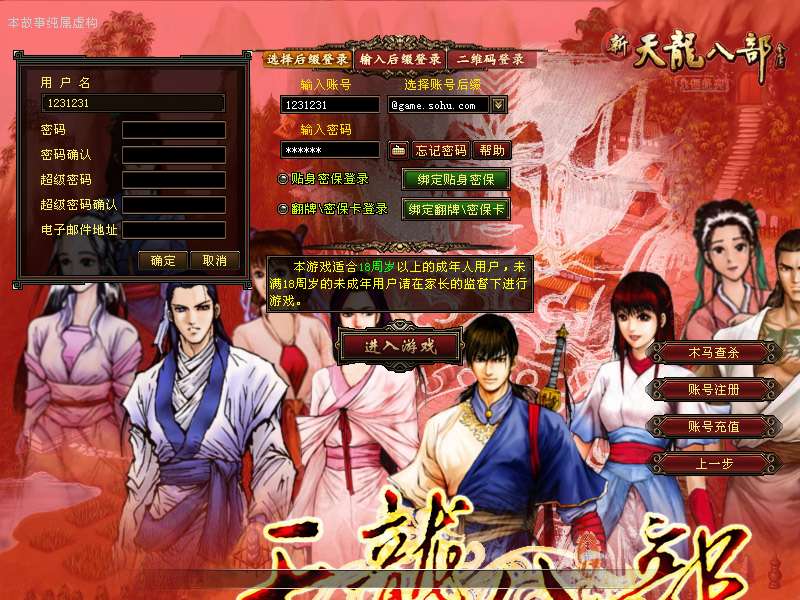 本故事纯属虚构
用 户 名
1231231
密码
密码确认
超级密码
超级密码确认
电子邮件地址
确定 取消
选择后缀登录 输入后缀登录 二维码登录
输入账号 选择账号后缀
1231231 @game.sohu.com
输入密码
****** 忘记密码 帮助
贴身密保登录 绑定贴身密保
翻牌\密保卡登录 绑定翻牌\密保卡
本游戏适合18周岁以上的成年人用户，未
满18周岁的未成年用户请在家长的监督下进行
游戏。
进入游戏
新天龍八部
木马查杀
账号注册
账号充值
上一步
天龍八部